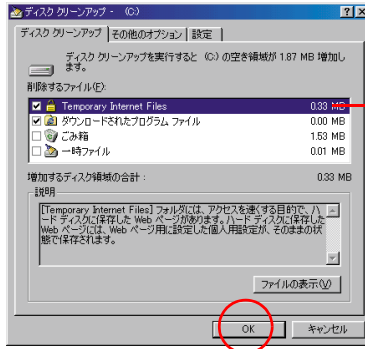 ディスク クリーンアップ - (C:)
ディスク クリーンアップ | その他のオプション | 設定
ディスク クリーンアップを実行すると (C:) の空き領域が 1.87 MB 増加し
ます。
削除するファイル(F):
Temporary Internet Files 0.33 MB
ダウンロードされたプログラム ファイル 0.00 MB
ごみ箱 1.53 MB
一時ファイル 0.01 MB
増加するディスク領域の合計： 0.33 MB
説明
[Temporary Internet Files] フォルダには、アクセスを速くする目的で、ハ
ード ディスクに保存した Web ページがあります。ハード ディスクに保存した
Web ページには、Web ページ用に設定した個人用設定が、そのままの状
態で保存されます。
ファイルの表示(V)
OK キャンセル